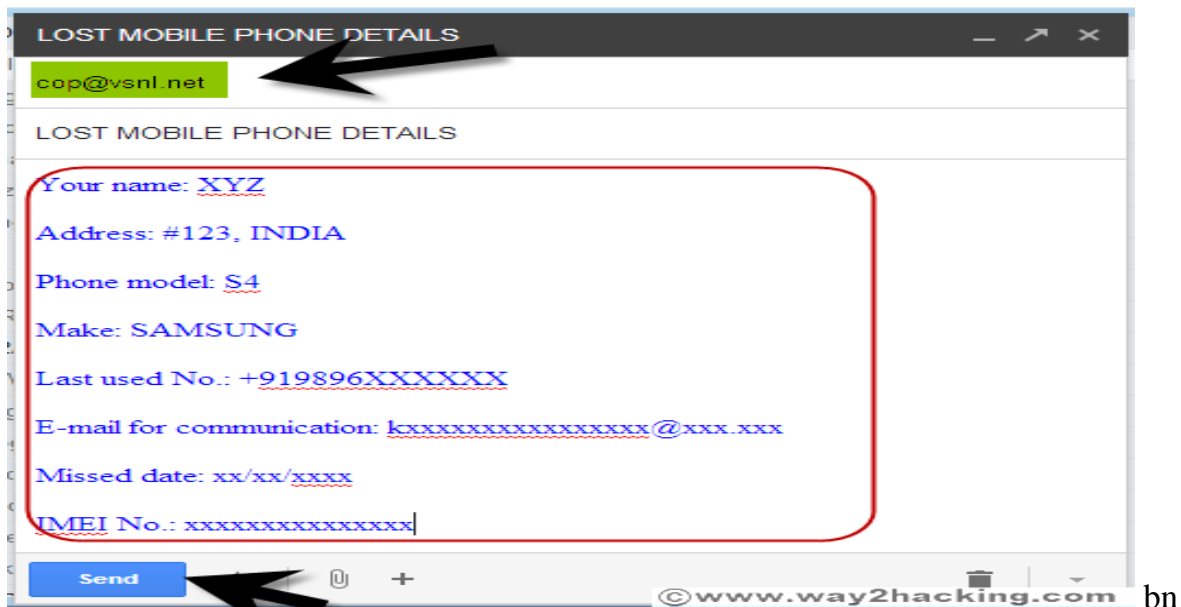 LOST MOBILE PHONE DETAILS
cop@vsnl.net
LOST MOBILE PHONE DETAILS
Your name: XYZ
Address: #123, INDIA
Phone model: S4
Make: SAMSUNG
Last used No.: +919896XXXXXX
E-mail for communication: kxxxxxxxxxxxxxxxx@xxx.xxx
Missed date: xx/xx/xxxx
IMEI No.: xxxxxxxxxxxxxxx
Send
©www.way2hacking.com bn